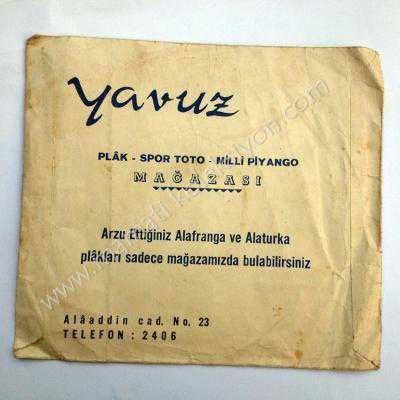 Yavuz
PLÂK - SPOR TOTO - MİLLİ PİYANGO
MAĞAZASI
Arzu Ettiğiniz Alafranga ve Alaturka
plâkları sadece mağazamızda bulabilirsiniz
Alâaddin cad. No. 23
TELEFON : 2406